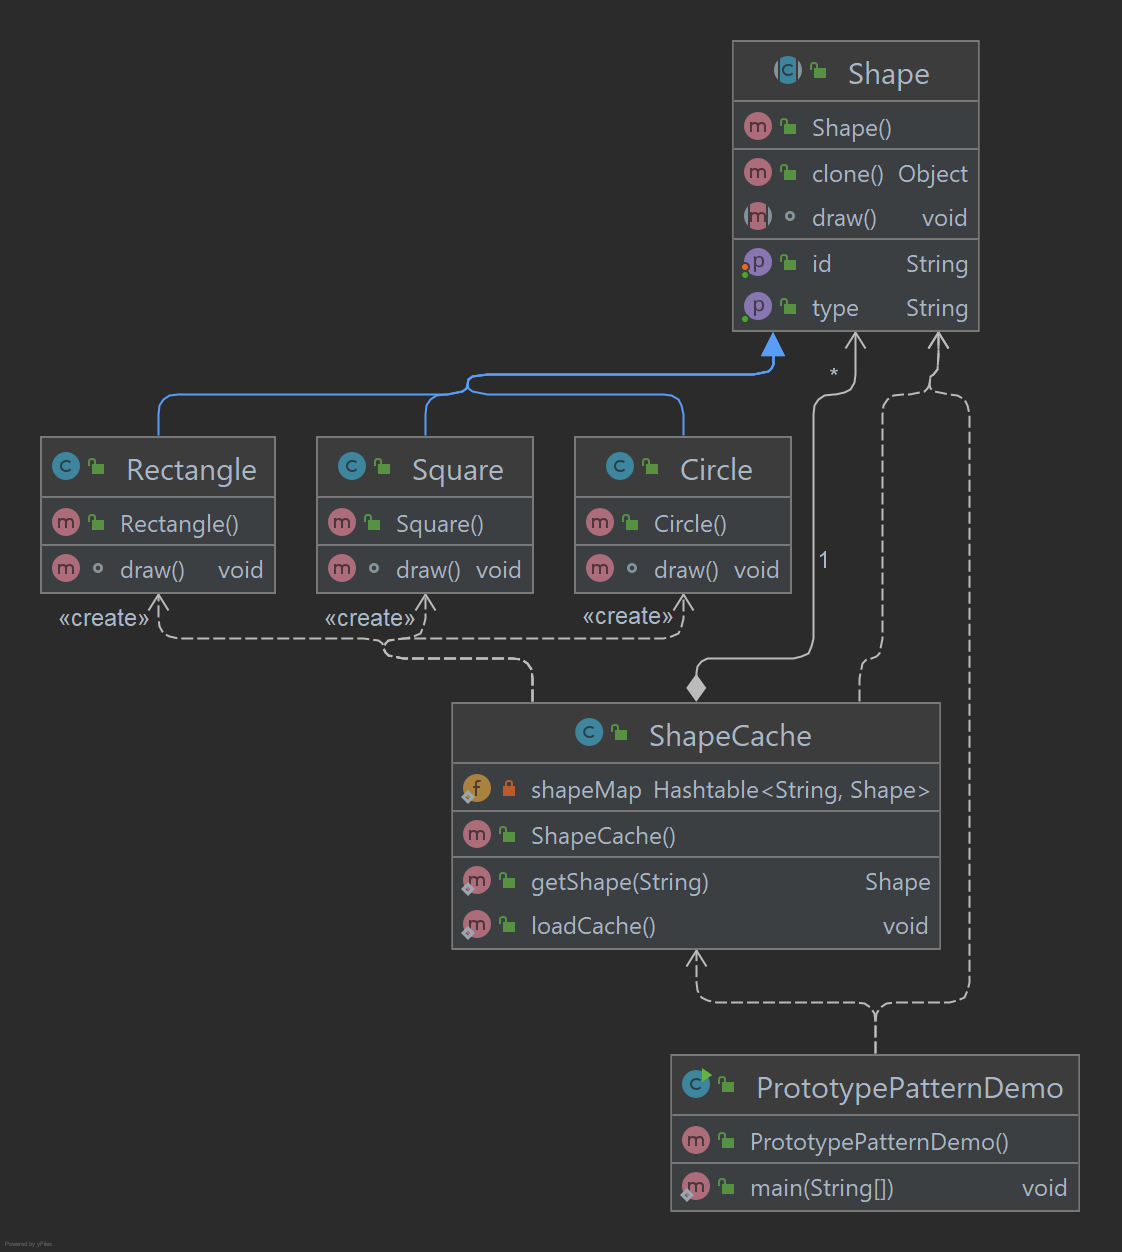 Shape
Shape()
clone() Object
draw() void
id String
type String
*
Rectangle
Rectangle()
draw() void
Square
Square()
draw() void
Circle
Circle()
draw() void
1
«create»
«create»
«create»
ShapeCache
shapeMap Hashtable<String, Shape>
ShapeCache()
getShape(String) Shape
loadCache() void
PrototypePatternDemo
PrototypePatternDemo()
main(String[]) void
Powered by yFiles